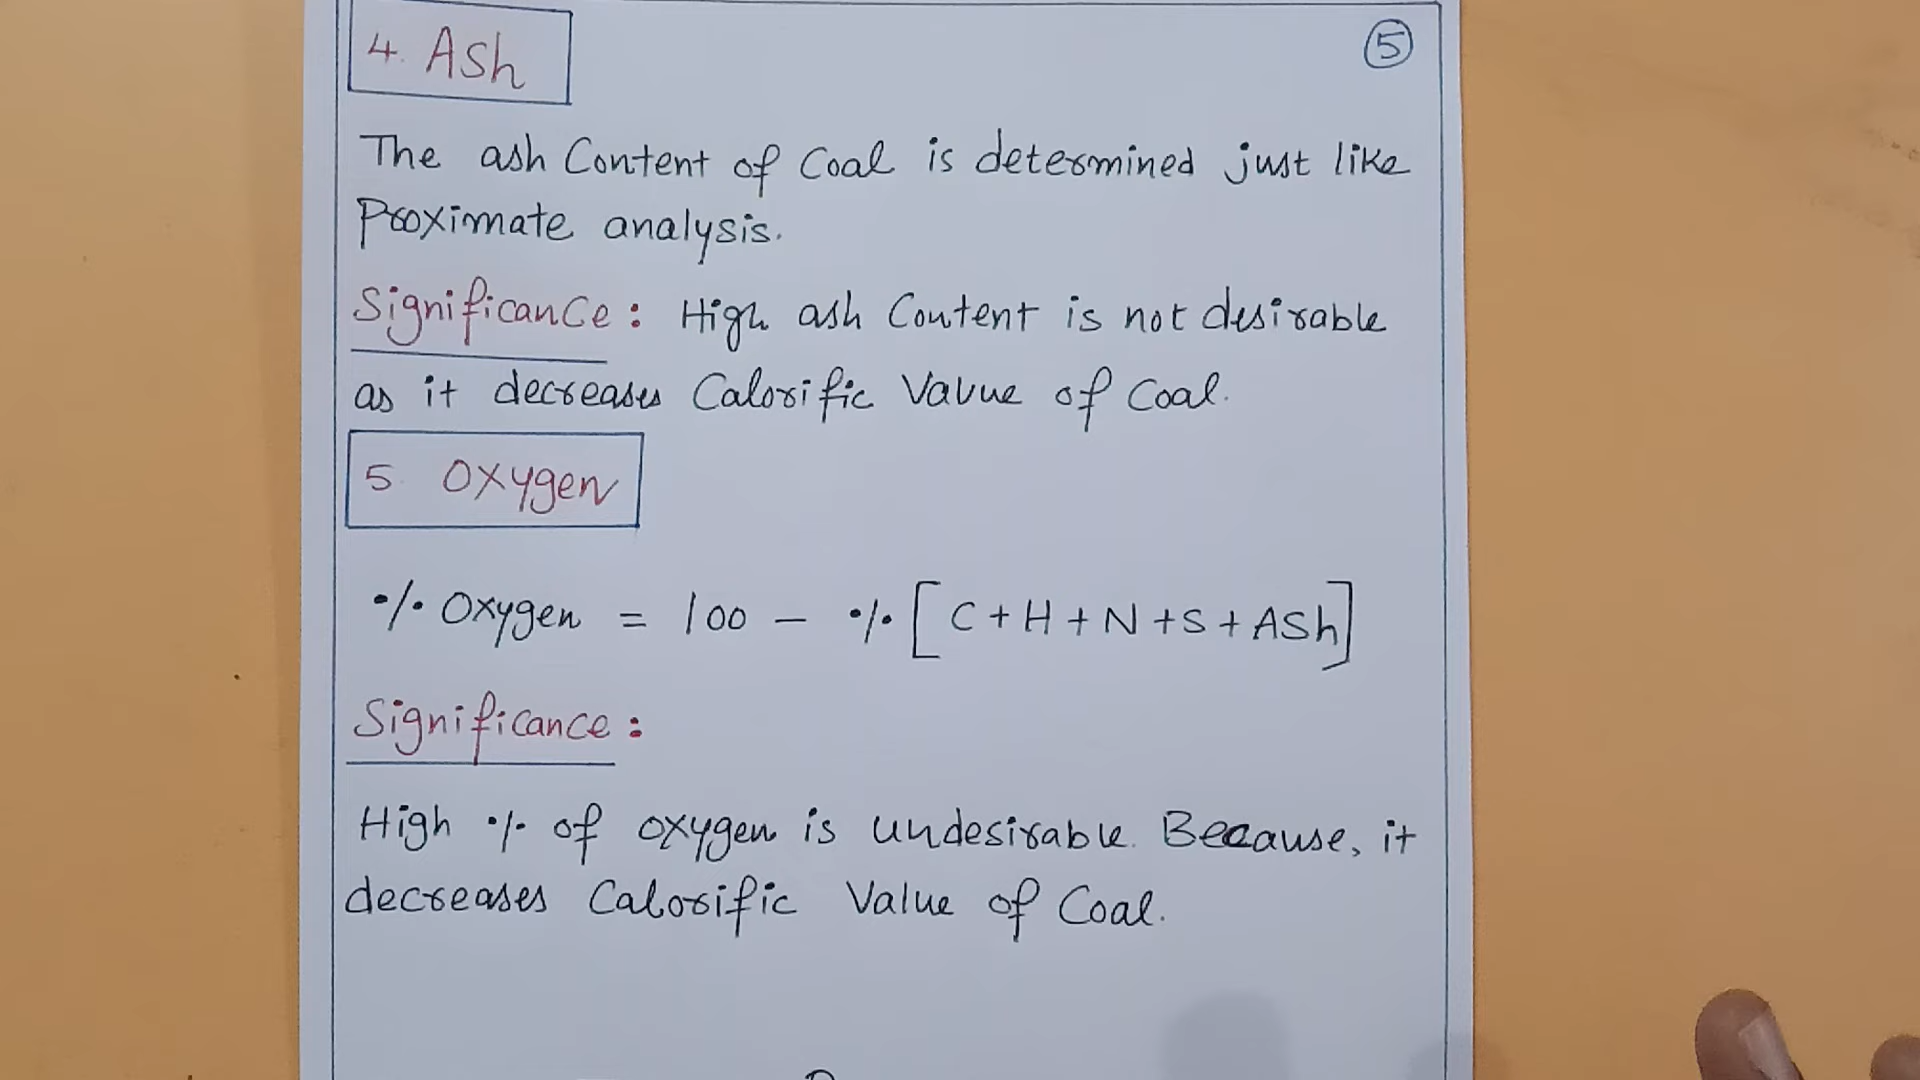 4. Ash
5
The ash Content of Coal is determined just like
Proximate analysis.
Significance : High ash Content is not desirable
as it decreases Calorific Value of Coal.
5. Oxygen
% Oxygen = 100 - % [C+H+N+S+ASh]
Significance :
High % of oxygen is undesirable. Because, it
decreases Calorific Value of Coal.